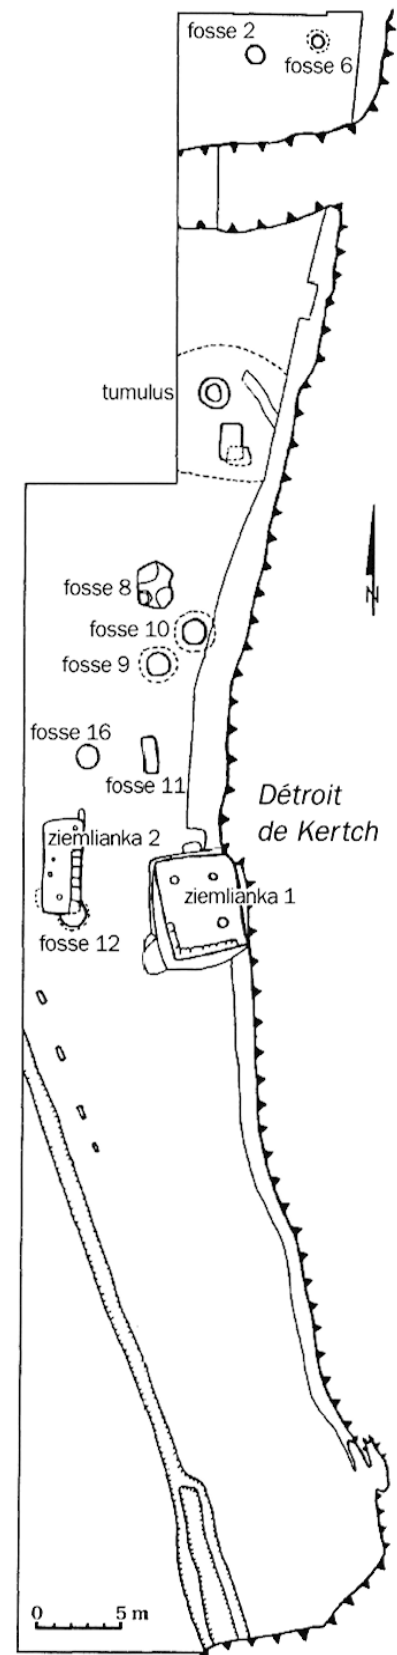 fosse 2
fosse 6
tumulus
N
fosse 8
fosse 10
fosse 9
fosse 16
fosse 11
Détroit
de Kertch
ziemlianka 2
ziemlianka 1
fosse 12
0 5 m